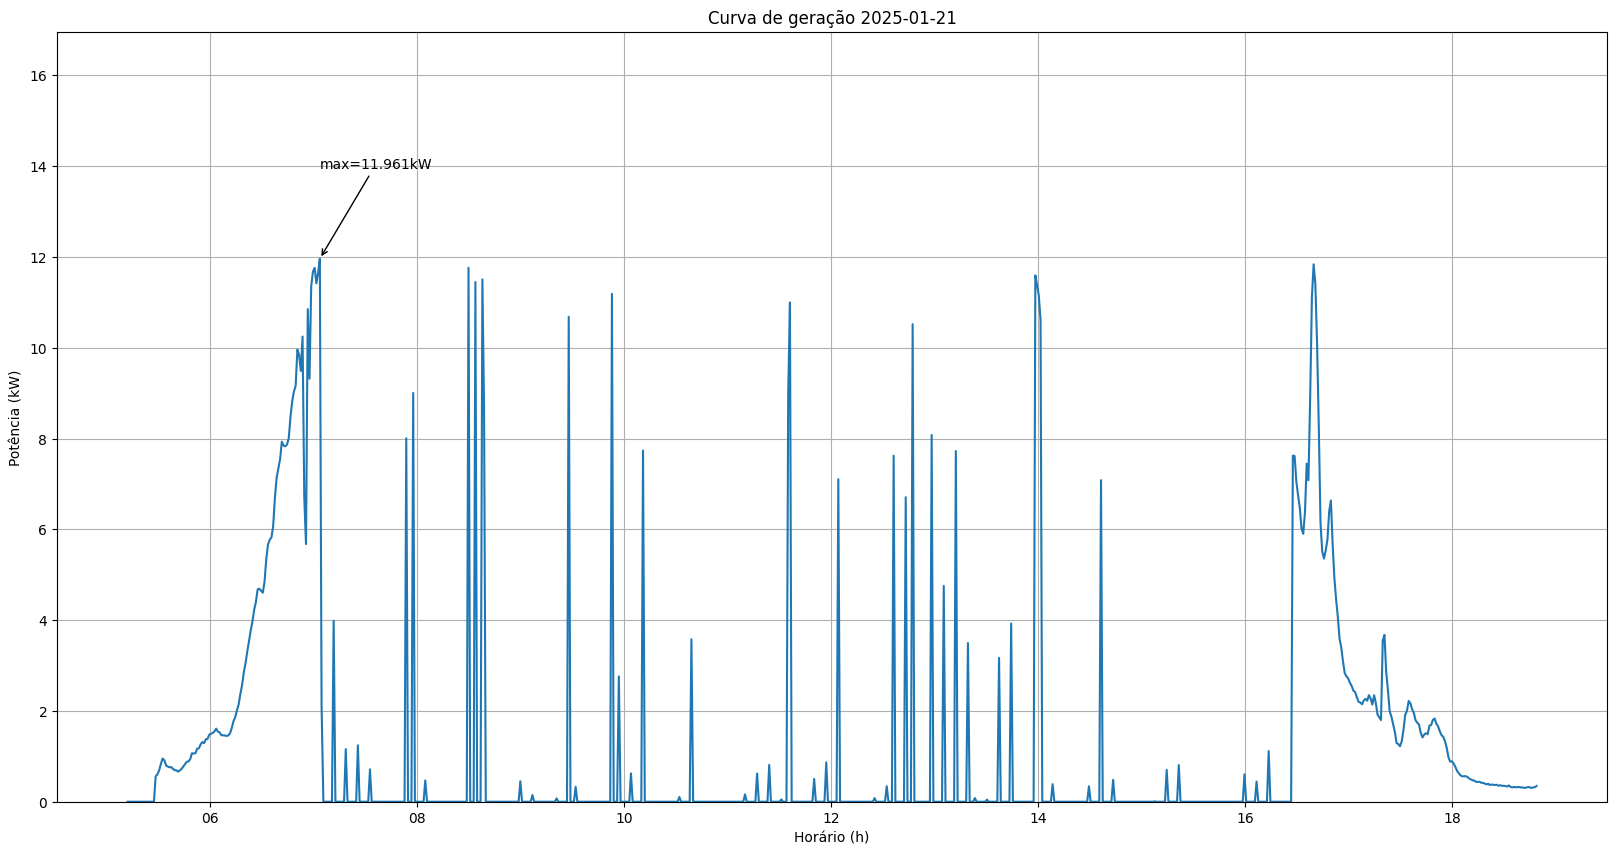 Curva de geração 2025-01-21
16
14
12
10
8
6
4
2
0
max=11.961kW
Potência (kW)
06 08 10 12 14 16 18
Horário (h)